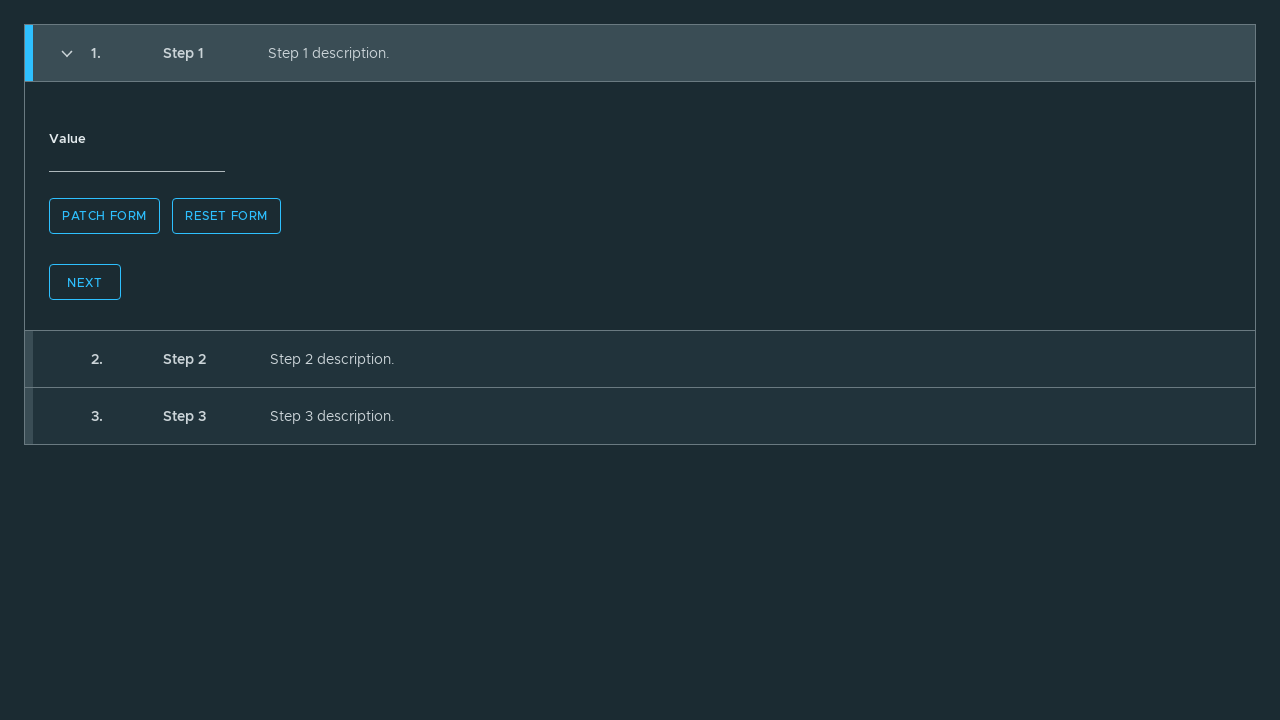 1. Step 1 Step 1 description.
Value
PATCH FORM RESET FORM
NEXT
2. Step 2 Step 2 description.
3. Step 3 Step 3 description.